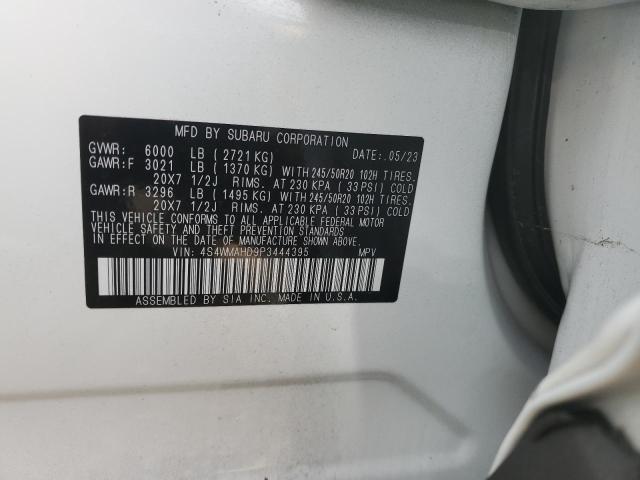 MFD BY SUBARU CORPORATION
GVWR: 6000 LB ( 2721 KG) DATE: .05/23
GAWR:F 3021 LB ( 1370 KG) WITH 245/50R20 102H TIRES.
20X7 1/2J RIMS. AT 230 KPA ( 33 PSI) COLD
GAWR:R 3296 LB ( 1495 KG) WITH 245/50R20 102H TIRES.
20X7 1/2J RIMS. AT 230 KPA ( 33 PSI) COLD
THIS VEHICLE CONFORMS TO ALL APPLICABLE FEDERAL MOTOR
VEHICLE SAFETY AND THEFT PREVENTION STANDARDS
IN EFFECT ON THE DATE OF MANUFACTURE SHOWN ABOVE.
VIN: 4S4WMAHD9P3444395 MPV
ASSEMBLED BY SIA INC. MADE IN U.S.A.